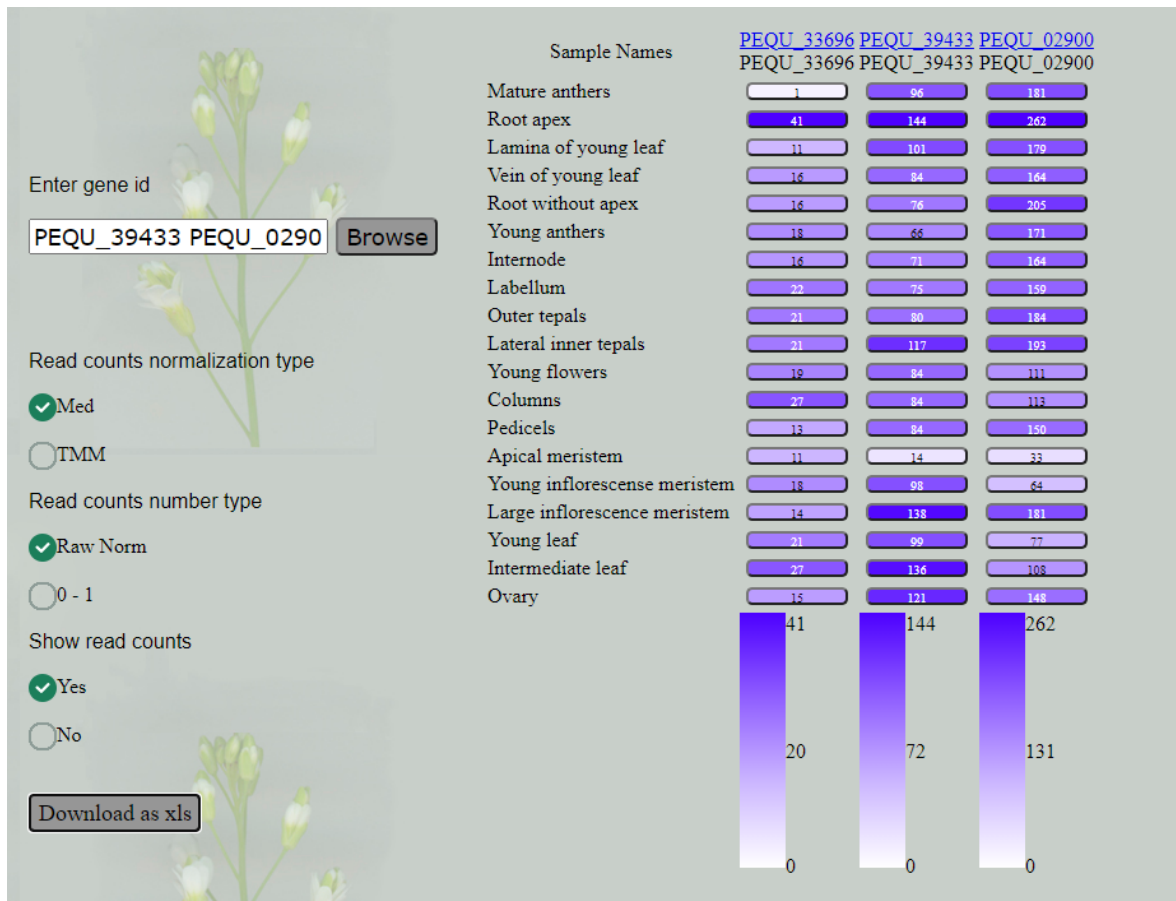 Enter gene id
PEQU_39433 PEQU_0290 Browse
Read counts normalization type
Med
TMM
Read counts number type
Raw Norm
0 - 1
Show read counts
Yes
No
Download as xls
Sample Names PEQU_33696 PEQU_39433 PEQU_02900
PEQU_33696 PEQU_39433 PEQU_02900
Mature anthers 1 96 181
Root apex 41 144 262
Lamina of young leaf 11 101 179
Vein of young leaf 16 84 164
Root without apex 16 76 205
Young anthers 18 66 171
Internode 16 71 164
Labellum 22 75 159
Outer tepals 21 80 184
Lateral inner tepals 21 117 193
Young flowers 19 84 111
Columns 27 84 113
Pedicels 13 84 150
Apical meristem 11 14 33
Young inflorescense meristem 18 98 64
Large inflorescence meristem 14 138 181
Young leaf 21 99 77
Intermediate leaf 27 136 108
Ovary 15 121 148
41 144 262
20 72 131
0 0 0